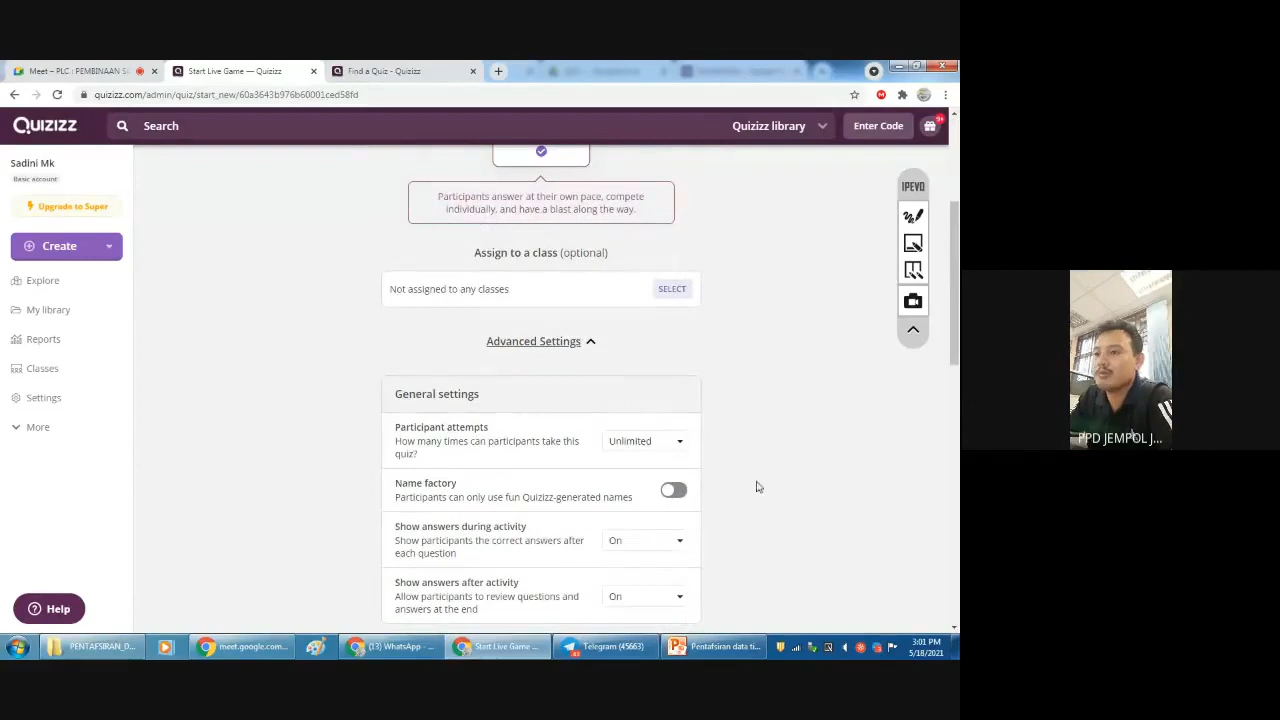 Meet – PLC : PEMBINAAN S
Start Live Game — Quizizz
Find a Quiz - Quizizz
quizizz.com/admin/quiz/start_new/60a3643b976b60001ced58fd
Quizizz
Search
Quizizz library
Enter Code
9+
Sadini Mk
Basic account
Upgrade to Super
Create
Explore
My library
Reports
Classes
Settings
More
Help
Participants answer at their own pace, compete
individually, and have a blast along the way.
Assign to a class (optional)
Not assigned to any classes
SELECT
Advanced Settings
General settings
Participant attempts
How many times can participants take this
quiz?
Unlimited
Name factory
Participants can only use fun Quizizz-generated names
Show answers during activity
Show participants the correct answers after
each question
On
Show answers after activity
Allow participants to review questions and
answers at the end
On
IPEVO
PPD JEMPOL J...
PENTAFSIRAN_D...
meet.google.com...
(13) WhatsApp - ...
Start Live Game ...
Telegram (45663)
Pentafsiran data ti...
3:01 PM
5/18/2021